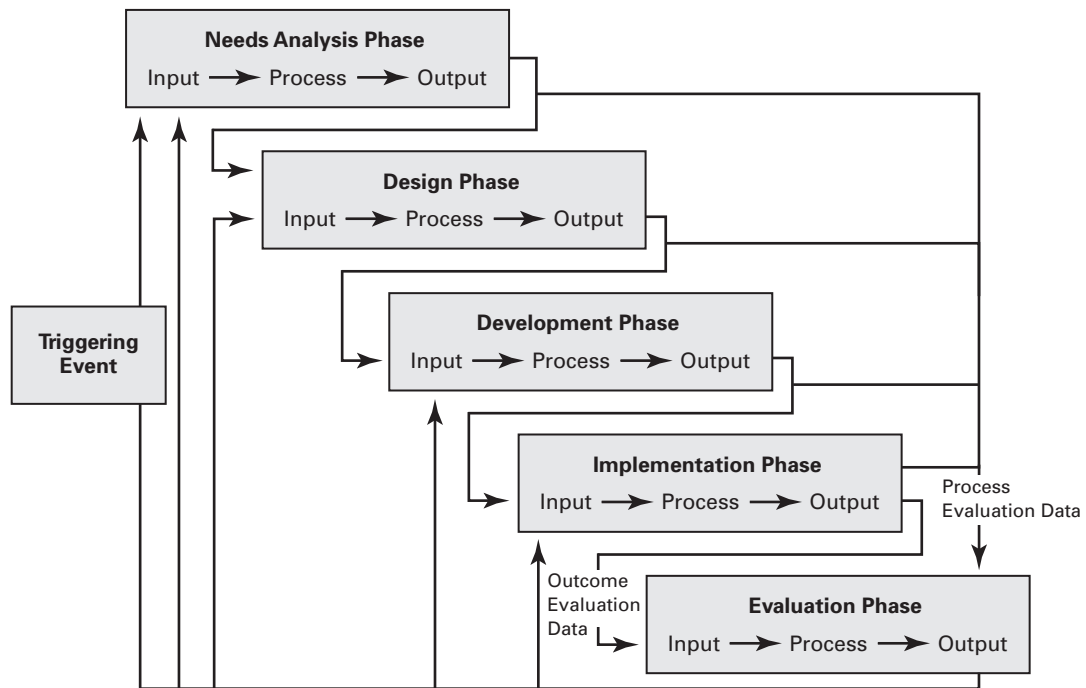 Needs Analysis Phase
Input Process Output
Design Phase
Input Process Output
Triggering
Event
Development Phase
Input Process Output
Implementation Phase
Input Process Output
Process
Evaluation Data
Outcome
Evaluation
Data
Evaluation Phase
Input Process Output